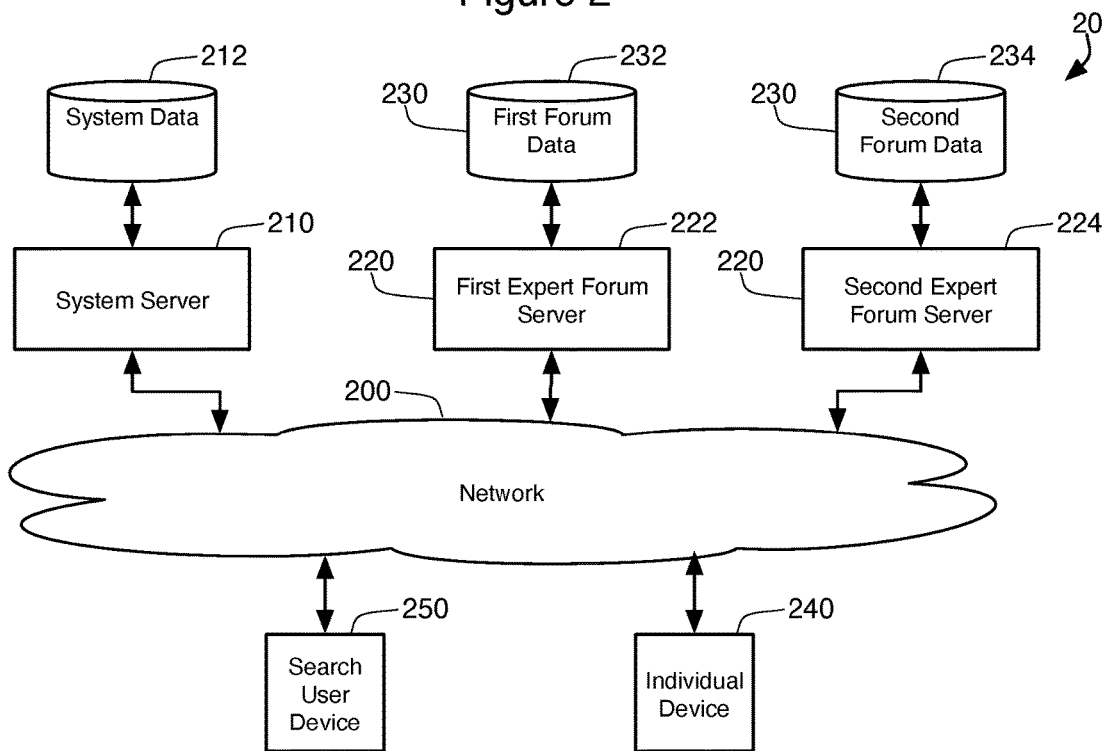 Figure 2
20
212
232
234
System Data
230
First Forum
Data
230
Second
Forum Data
210
222
224
System Server
220
First Expert Forum
Server
220
Second Expert
Forum Server
200
Network
250
240
Search
User
Device
Individual
Device